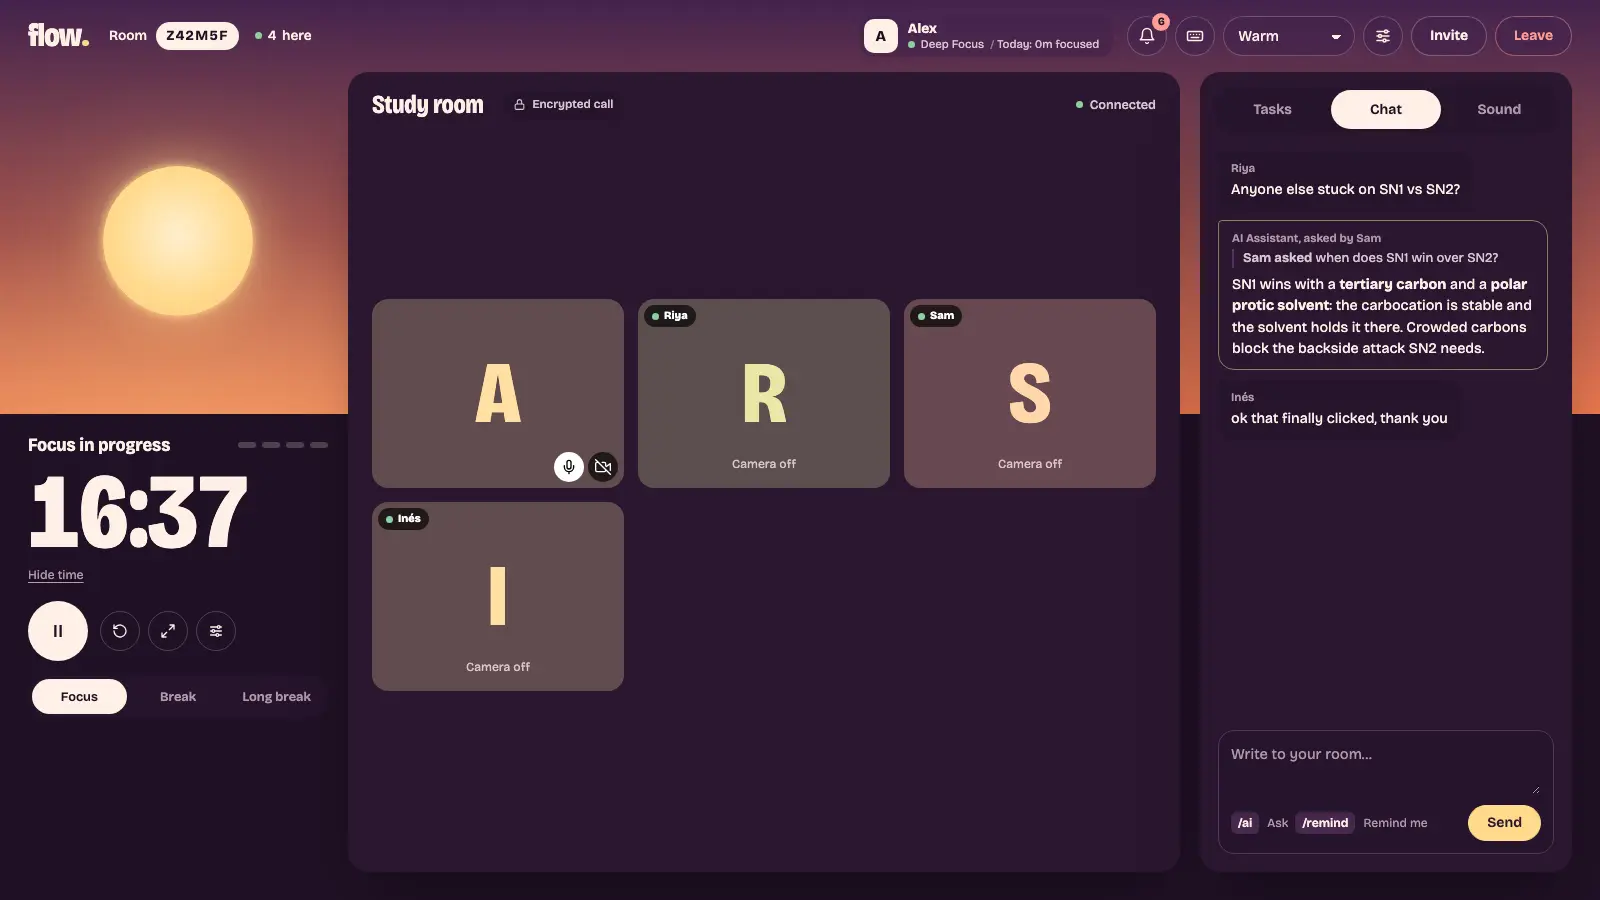 flow.
Room Z42M5F 4 here
A
Alex
Deep Focus / Today: 0m focused
6
Warm
Invite
Leave
Focus in progress
16:37
Hide time
Focus
Break
Long break
Study room
Encrypted call
Connected
A
Riya
R
Camera off
Sam
S
Camera off
Inés
I
Camera off
Tasks
Chat
Sound
Riya
Anyone else stuck on SN1 vs SN2?
AI Assistant, asked by Sam
Sam asked when does SN1 win over SN2?
SN1 wins with a tertiary carbon and a polar
protic solvent: the carbocation is stable and
the solvent holds it there. Crowded carbons
block the backside attack SN2 needs.
Inés
ok that finally clicked, thank you
Write to your room...
/ai Ask /remind Remind me
Send